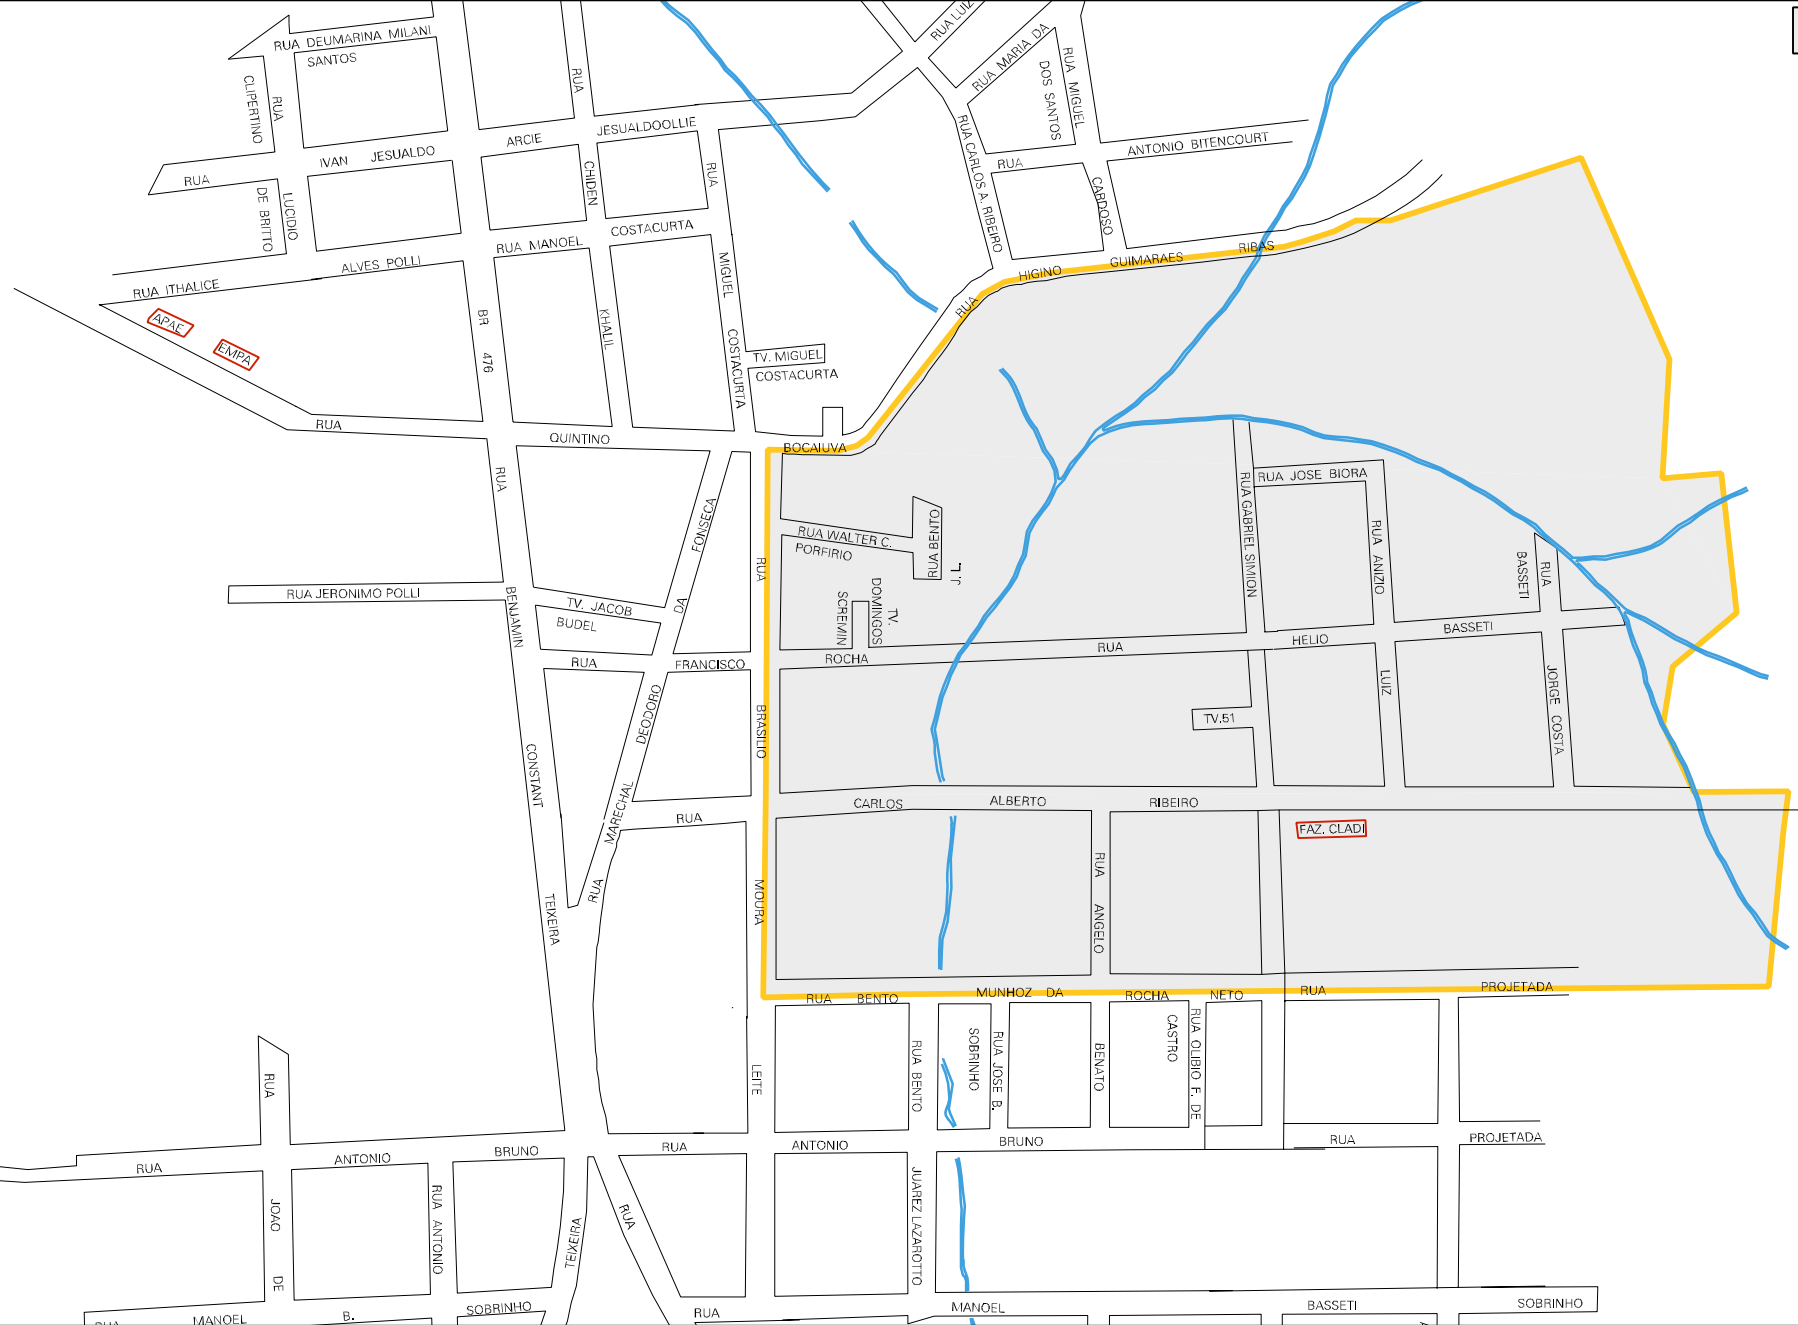 RUA LUIZ
RUA DEUMARINA MILANI
SANTOS
RUA
CLIPERTINO
RUA
RUA MARIA DA
RUA MIGUEL
DOS SANTOS
ARCIE
JESUALDOOLLIE
IVAN JESUALDO
RUA
RUA CARLOS A. RIBEIRO
RUA
ANTONIO BITENCOURT
CHIDEN
RUA
LUCIDIO
DE BRITTO
CARDOSO
RUA MANOEL
COSTACURTA
RUA ITHALICE
ALVES POLLI
MIGUEL
HIGINO
GUIMARAES
RIBAS
RUA
APAE
EMPA
BR 476
KHALIL
COSTACURTA
TV. MIGUEL
COSTACURTA
RUA
QUINTINO
BOCAIUVA
RUA
FONSECA
RUA WALTER C.
PORFIRIO
RUA BENTO
J. L.
RUA GABRIEL SIMION
RUA JOSE BIORA
RUA ANIZIO
BASSETI
RUA
RUA
RUA JERONIMO POLLI
BENJAMIN
TV. JACOB
BUDEL
DA
TV.
DOMINGOS
SCREMIN
RUA
FRANCISCO
ROCHA
RUA
HELIO
BASSETI
DEODORO
BRASILIO
LUIZ
JORGE COSTA
TV.51
CONSTANT
MARECHAL
RUA
CARLOS
ALBERTO
RIBEIRO
FAZ. CLADI
RUA
TEIXEIRA
MOURA
RUA ANGELO
RUA BENTO
MUNHOZ DA
ROCHA
NETO
RUA
PROJETADA
RUA
LEITE
RUA BENTO
SOBRINHO
RUA JOSE B.
BENATO
CASTRO
RUA OLIBIO F. DE
RUA
ANTONIO
BRUNO
RUA
ANTONIO
BRUNO
RUA
PROJETADA
JOAO DE
RUA ANTONIO
TEIXEIRA
RUA
JUAREZ LAZAROTTO
RUA
MANOEL
B.
SOBRINHO
RUA
MANOEL
BASSETI
SOBRINHO